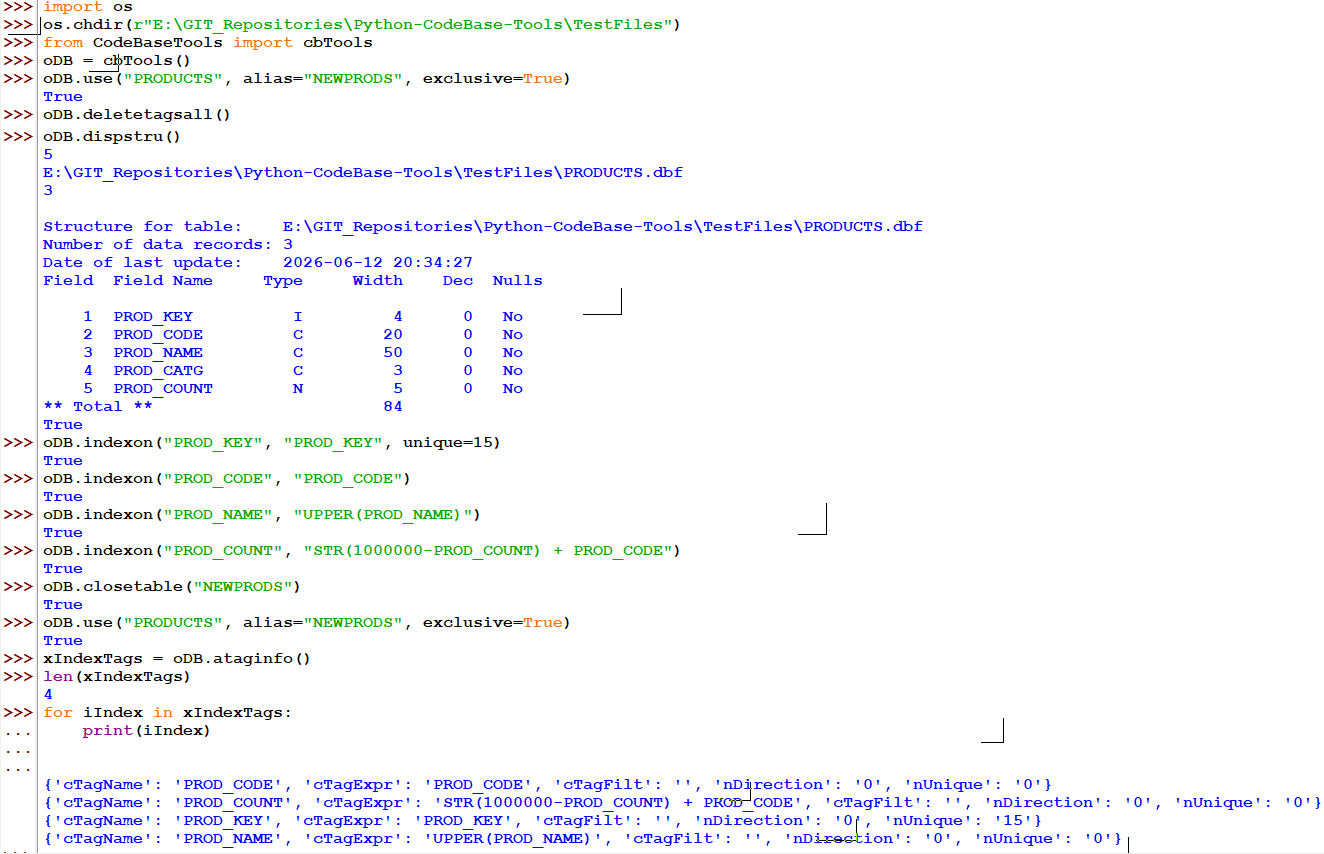 >>> import os
>>> os.chdir(r"E:\GIT_Repositories\Python-CodeBase-Tools\TestFiles")
>>> from CodeBaseTools import cbTools
>>> oDB = cbTools()
>>> oDB.use("PRODUCTS", alias="NEWPRODS", exclusive=True)
True
>>> oDB.deletetagsall()
>>> oDB.dispstru()
5
E:\GIT_Repositories\Python-CodeBase-Tools\TestFiles\PRODUCTS.dbf
3
Structure for table:    E:\GIT_Repositories\Python-CodeBase-Tools\TestFiles\PRODUCTS.dbf
Number of data records: 3
Date of last update:    2026-06-12 20:34:27
Field  Field Name     Type     Width    Dec  Nulls
    1  PROD_KEY          I         4      0   No
    2  PROD_CODE         C        20      0   No
    3  PROD_NAME         C        50      0   No
    4  PROD_CATG         C         3      0   No
    5  PROD_COUNT        N         5      0   No
** Total **                       84
True
>>> oDB.indexon("PROD_KEY", "PROD_KEY", unique=15)
True
>>> oDB.indexon("PROD_CODE", "PROD_CODE")
True
>>> oDB.indexon("PROD_NAME", "UPPER(PROD_NAME)")
True
>>> oDB.indexon("PROD_COUNT", "STR(1000000-PROD_COUNT) + PROD_CODE")
True
>>> oDB.closetable("NEWPRODS")
True
>>> oDB.use("PRODUCTS", alias="NEWPRODS", exclusive=True)
True
>>> xIndexTags = oDB.ataginfo()
>>> len(xIndexTags)
4
>>> for iIndex in xIndexTags:
...     print(iIndex)
...
...
{'cTagName': 'PROD_CODE', 'cTagExpr': 'PROD_CODE', 'cTagFilt': '', 'nDirection': '0', 'nUnique': '0'}
{'cTagName': 'PROD_COUNT', 'cTagExpr': 'STR(1000000-PROD_COUNT) + PROD_CODE', 'cTagFilt': '', 'nDirection': '0', 'nUnique': '0'}
{'cTagName': 'PROD_KEY', 'cTagExpr': 'PROD_KEY', 'cTagFilt': '', 'nDirection': '0', 'nUnique': '15'}
{'cTagName': 'PROD_NAME', 'cTagExpr': 'UPPER(PROD_NAME)', 'cTagFilt': '', 'nDirection': '0', 'nUnique': '0'}